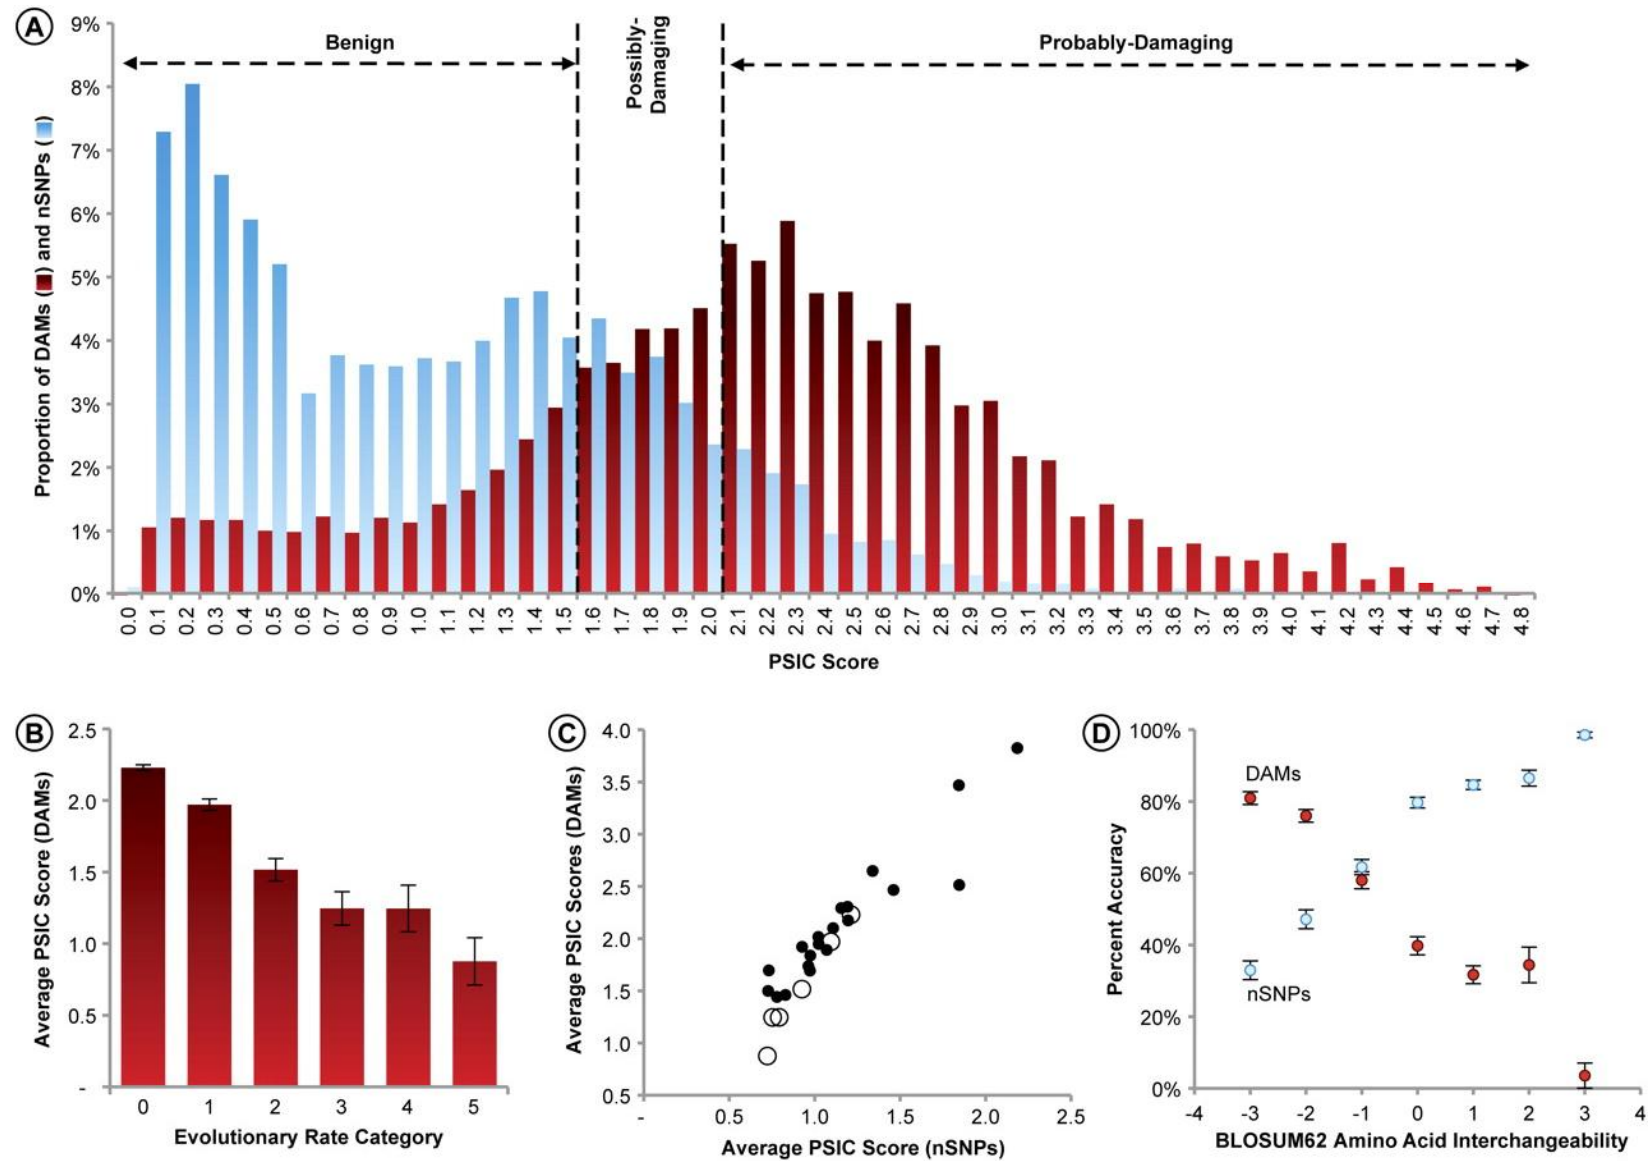 A
9%
8%
7%
6%
5%
4%
3%
2%
1%
0%
Proportion of DAMs ( ) and nSNPs ( )
Benign
Possibly-
Damaging
Probably-Damaging
0.0 0.1 0.2 0.3 0.4 0.5 0.6 0.7 0.8 0.9 1.0 1.1 1.2 1.3 1.4 1.5 1.6 1.7 1.8 1.9 2.0 2.1 2.2 2.3 2.4 2.5 2.6 2.7 2.8 2.9 3.0 3.1 3.2 3.3 3.4 3.5 3.6 3.7 3.8 3.9 4.0 4.1 4.2 4.3 4.4 4.5 4.6 4.7 4.8
PSIC Score
B
2.5
2.0
1.5
1.0
0.5
-
Average PSIC Score (DAMs)
0 1 2 3 4 5
Evolutionary Rate Category
C
4.0
3.5
3.0
2.5
2.0
1.5
1.0
0.5
Average PSIC Scores (DAMs)
- 0.5 1.0 1.5 2.0 2.5
Average PSIC Score (nSNPs)
D
100%
80%
60%
40%
20%
0%
Percent Accuracy
DAMs
nSNPs
-4 -3 -2 -1 0 1 2 3 4
BLOSUM62 Amino Acid Interchangeability